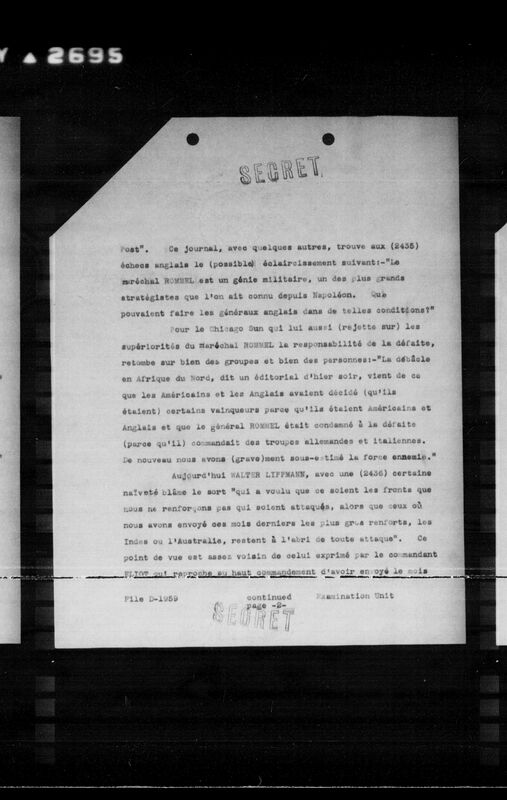 Y ▲ 2695
SECRET
Post". Ce journal, avec quelques autres, trouve aux (2435)
échecs anglais le (possible) éclaircissement suivant:-"Le
maréchal ROMMEL est un génie militaire, un des plus grands
stratégistes que l'on ait connu depuis Napoléon. Que
pouvaient faire les généraux anglais dans de telles conditions?"
Pour le Chicago Sun qui lui aussi (rejette sur) les
supériorités du Maréchal ROMMEL la responsabilité de la défaite,
retombe sur bien des groupes et bien des personnes:-"La débâcle
en Afrique du Nord, dit un éditorial d'hier soir, vient de ce
que les Américains et les Anglais avaient décidé (qu'ils
étaient) certains vainqueurs parce qu'ils étaient Américains et
Anglais et que le général ROMMEL était condamné à la défaite
(parce qu'il) commandait des troupes allemandes et italiennes.
De nouveau nous avons (grave)ment sous-estimé la force ennemie."
Aujourd'hui WALTER LIPPMANN, avec une (2436) certaine
naïveté blâme le sort "qui a voulu que ce soient les fronts que
nous ne renforçons pas qui soient attaqués, alors que ceux où
nous avons envoyé ces mois derniers les plus gros renforts, les
Indes ou l'Australie, restent à l'abri de toute attaque". Ce
point de vue est assez voisin de celui exprimé par le commandant
ELIOT qui reproche au haut commandement d'avoir envoyé le mois
File D-1959 continued Examination Unit
page -2-
SECRET